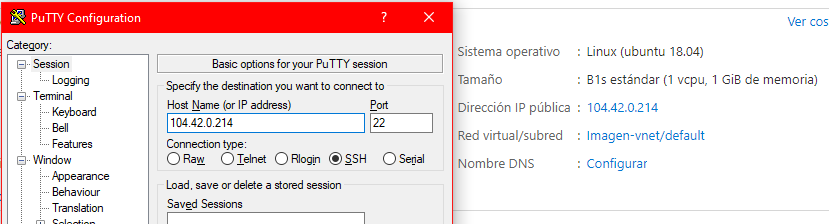 PuTTY Configuration
? ×
Category:
Session
Logging
Terminal
Keyboard
Bell
Features
Window
Appearance
Behaviour
Translation
Selection
Basic options for your PuTTY session
Specify the destination you want to connect to
Host Name (or IP address) Port
104.42.0.214 22
Connection type:
Raw Telnet Rlogin SSH Serial
Load, save or delete a stored session
Saved Sessions
Ver cos
Sistema operativo : Linux (ubuntu 18.04)
Tamaño : B1s estándar (1 vcpu, 1 GiB de memoria)
Dirección IP pública : 104.42.0.214
Red virtual/subred : Imagen-vnet/default
Nombre DNS : Configurar